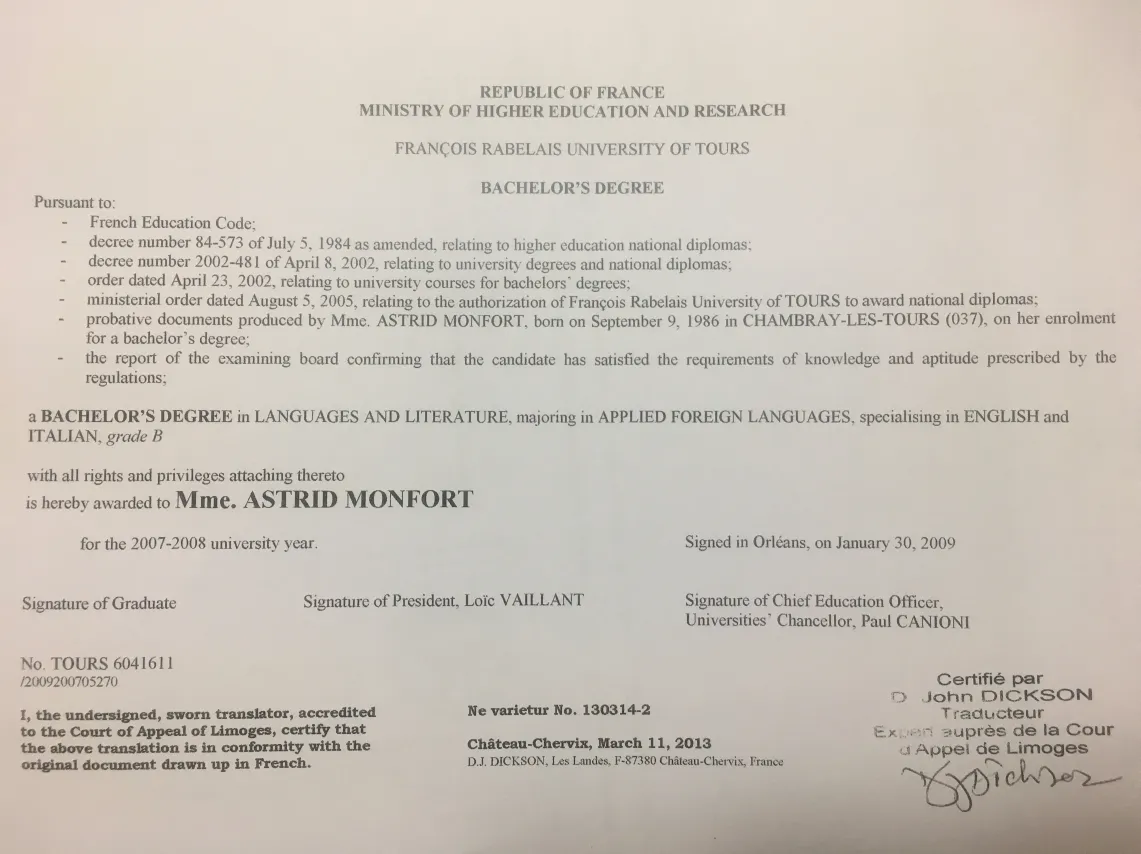 REPUBLIC OF FRANCE
MINISTRY OF HIGHER EDUCATION AND RESEARCH
FRANÇOIS RABELAIS UNIVERSITY OF TOURS
BACHELOR'S DEGREE
Pursuant to:
- French Education Code;
- decree number 84-573 of July 5, 1984 as amended, relating to higher education national diplomas;
- decree number 2002-481 of April 8, 2002, relating to university degrees and national diplomas;
- order dated April 23, 2002, relating to university courses for bachelors' degrees;
- ministerial order dated August 5, 2005, relating to the authorization of François Rabelais University of TOURS to award national diplomas;
- probative documents produced by Mme. ASTRID MONFORT, born on September 9, 1986 in CHAMBRAY-LES-TOURS (037), on her enrolment
for a bachelor's degree;
- the report of the examining board confirming that the candidate has satisfied the requirements of knowledge and aptitude prescribed by the
regulations;
a BACHELOR'S DEGREE in LANGUAGES AND LITERATURE, majoring in APPLIED FOREIGN LANGUAGES, specialising in ENGLISH and
ITALIAN, grade B
with all rights and privileges attaching thereto
is hereby awarded to Mme. ASTRID MONFORT
for the 2007-2008 university year.
Signed in Orléans, on January 30, 2009
Signature of Graduate
Signature of President, Loïc VAILLANT
Signature of Chief Education Officer,
Universities' Chancellor, Paul CANIONI
No. TOURS 6041611
/2009200705270
I, the undersigned, sworn translator, accredited
to the Court of Appeal of Limoges, certify that
the above translation is in conformity with the
original document drawn up in French.
Ne varietur No. 130314-2
Château-Chervix, March 11, 2013
D.J. DICKSON, Les Landes, F-87380 Château-Chervix, France
Certifié par
D John DICKSON
Traducteur
Expert auprès de la Cour
d'Appel de Limoges
DJ Dickson